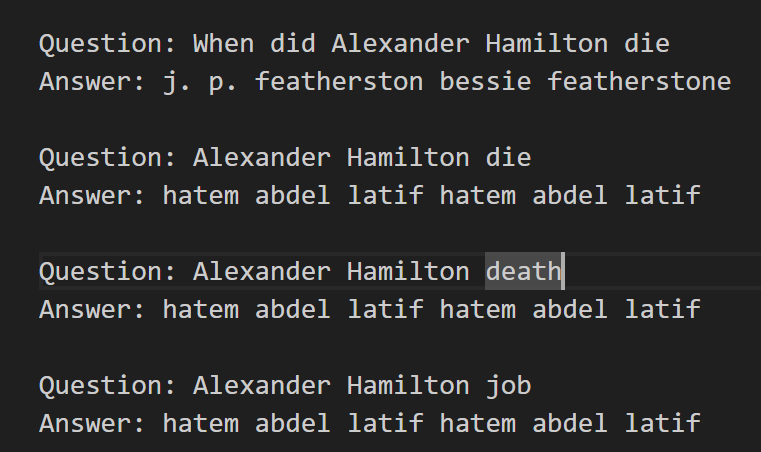 Question: When did Alexander Hamilton die
Answer: j. p. featherston bessie featherstone
Question: Alexander Hamilton die
Answer: hatem abdel latif hatem abdel latif
Question: Alexander Hamilton death
Answer: hatem abdel latif hatem abdel latif
Question: Alexander Hamilton job
Answer: hatem abdel latif hatem abdel latif